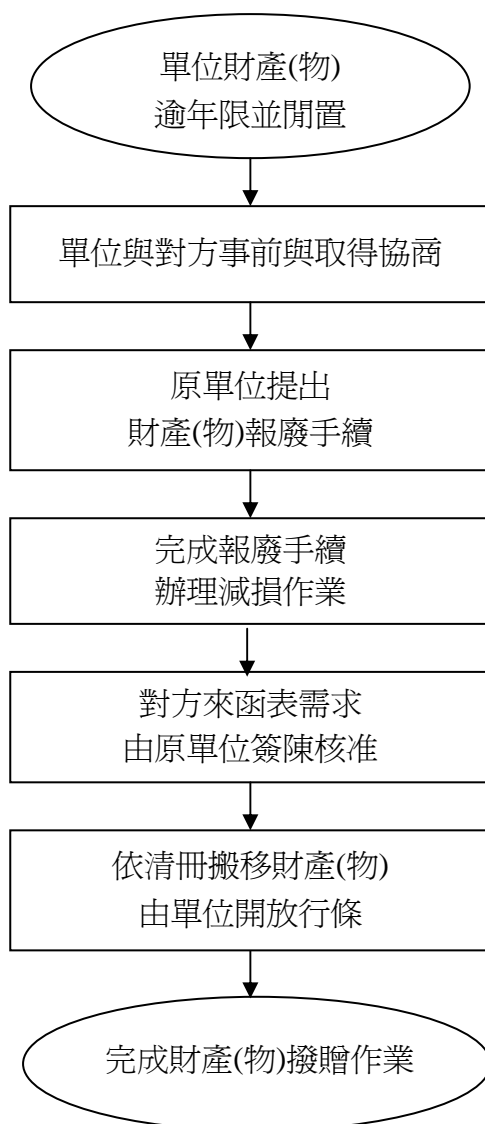 單位財產(物)
逾年限並閒置
單位與對方事前與取得協商
原單位提出
財產(物)報廢手續
完成報廢手續
辦理減損作業
對方來函表需求
由原單位簽陳核准
依清冊搬移財產(物)
由單位開放行條
完成財產(物)撥贈作業